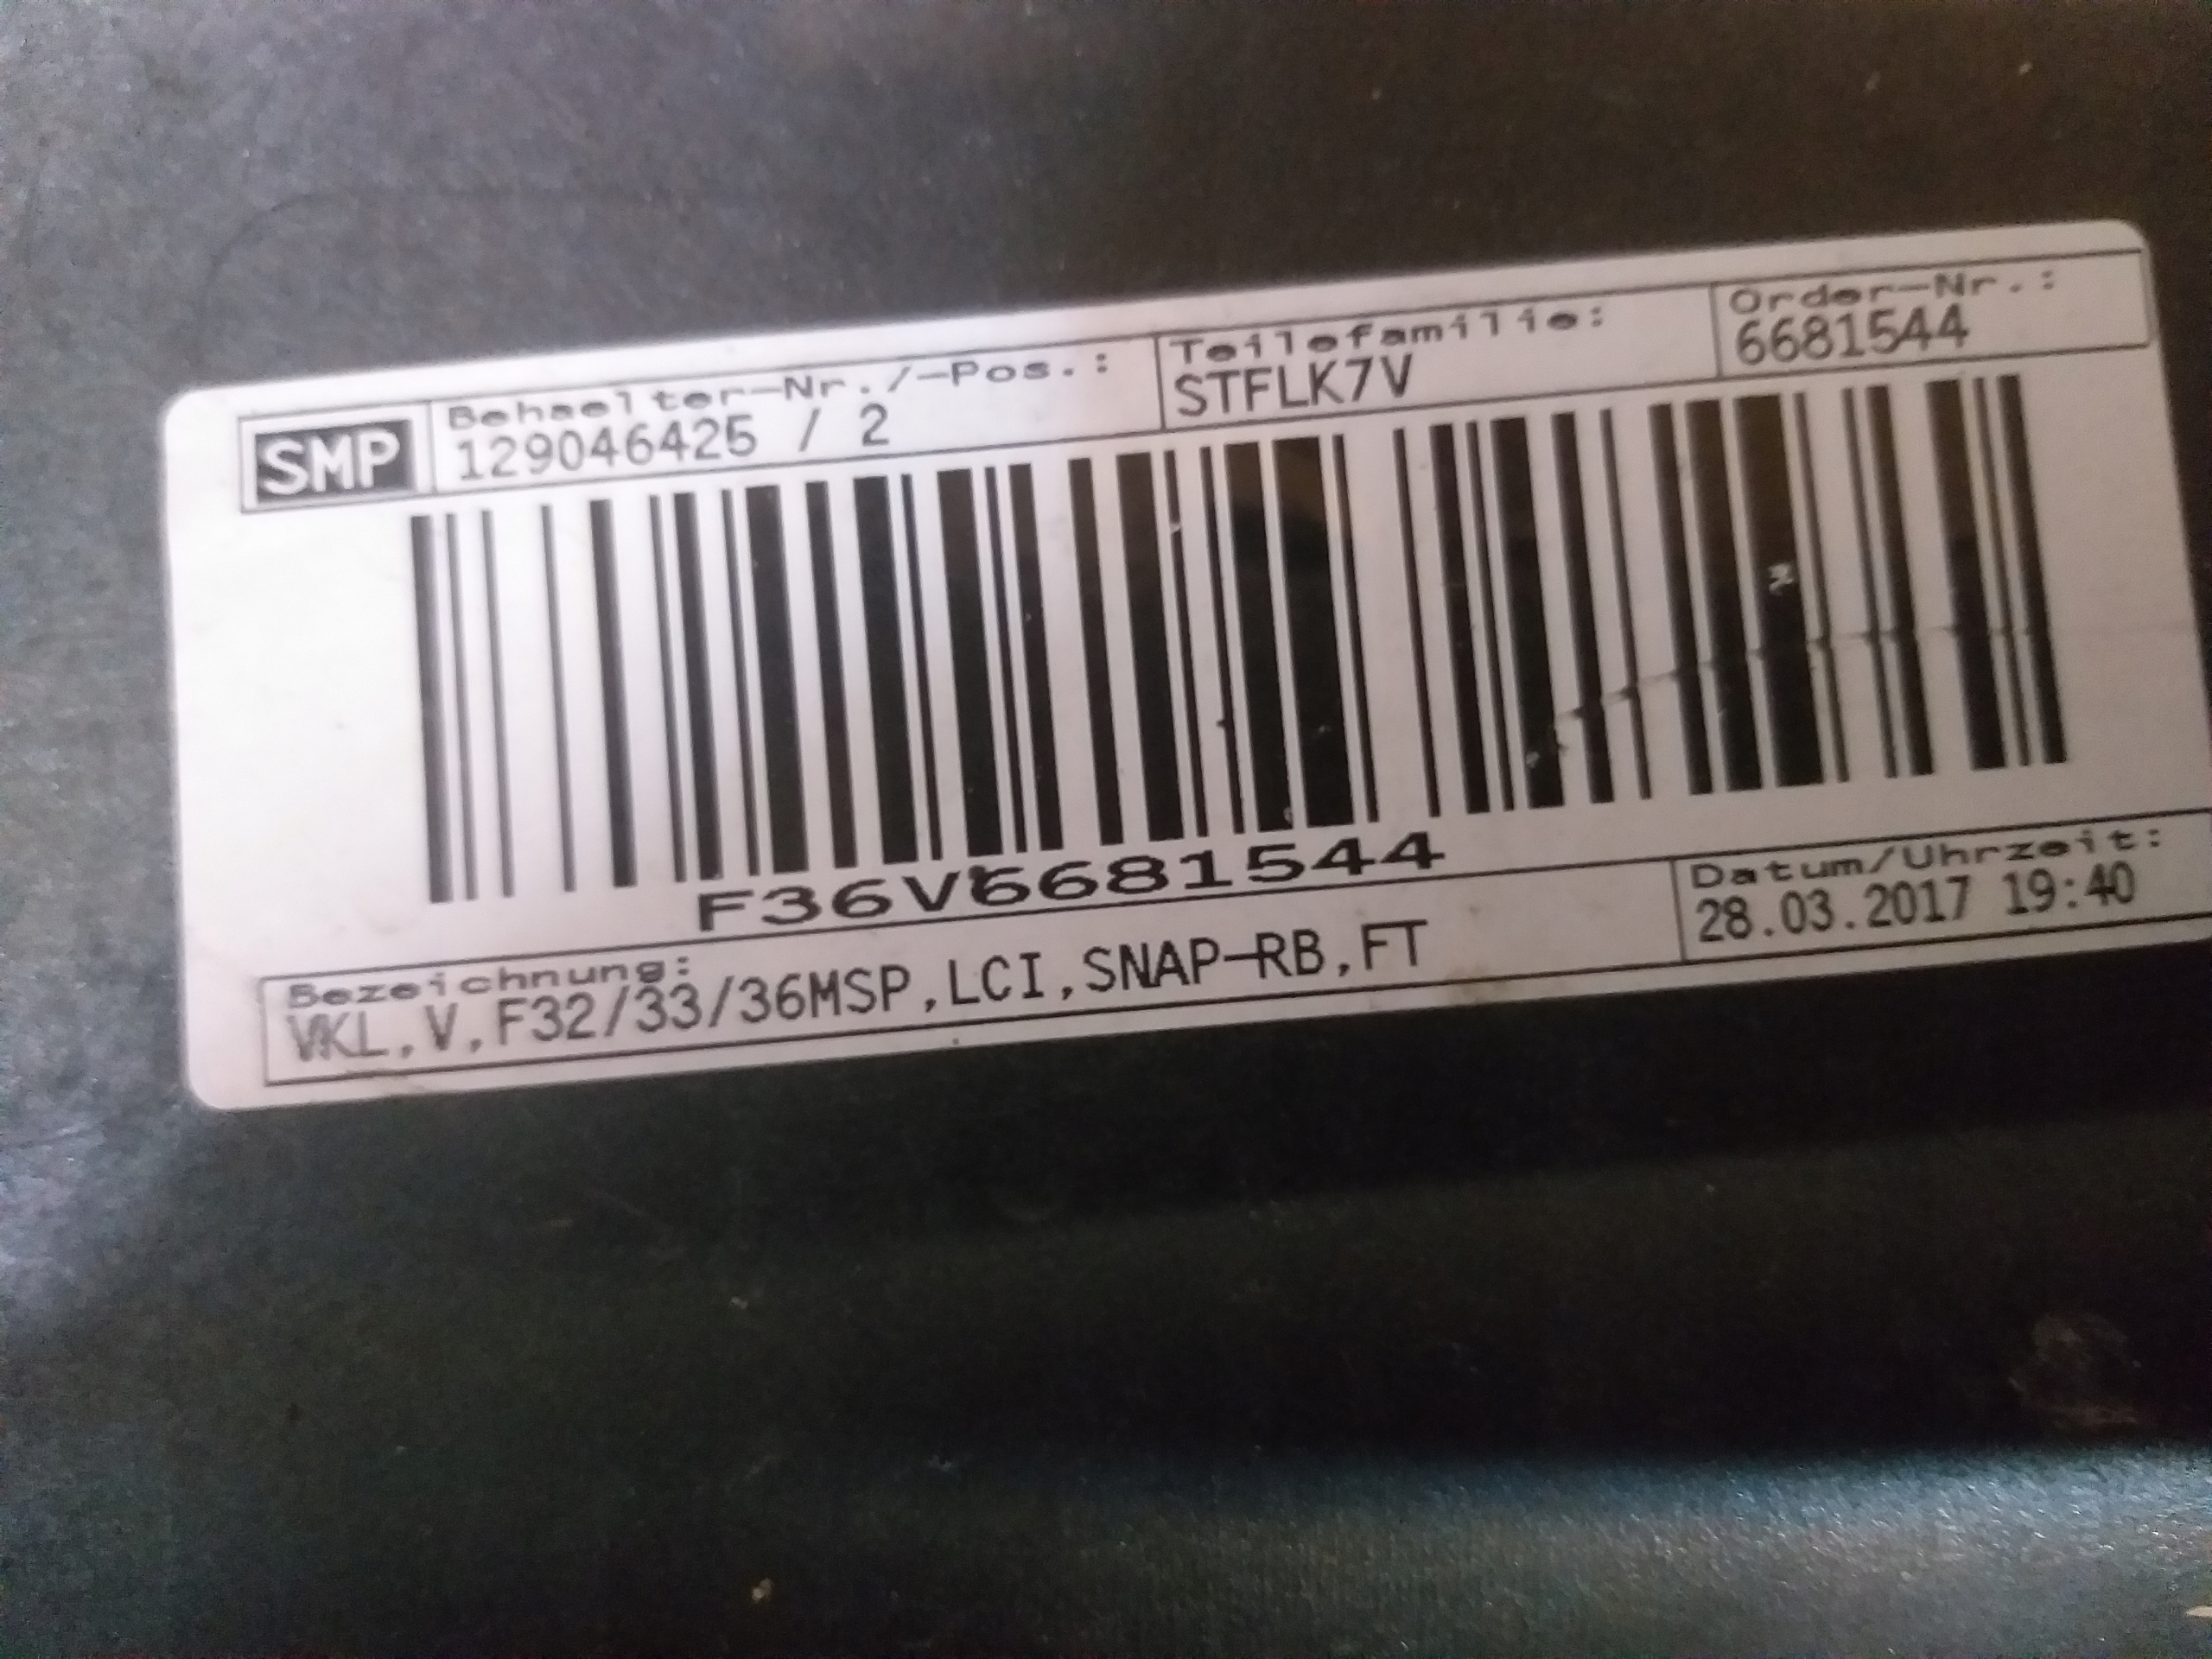 SMP
Behaelter-Nr./-Pos.:
129046425 / 2
Teilefamilie:
STFLK7V
Order-Nr.:
6681544
F36V6681544
Bezeichnung:
VKL,V,F32/33/36MSP,LCI,SNAP-RB,FT
Datum/Uhrzeit:
28.03.2017 19:40